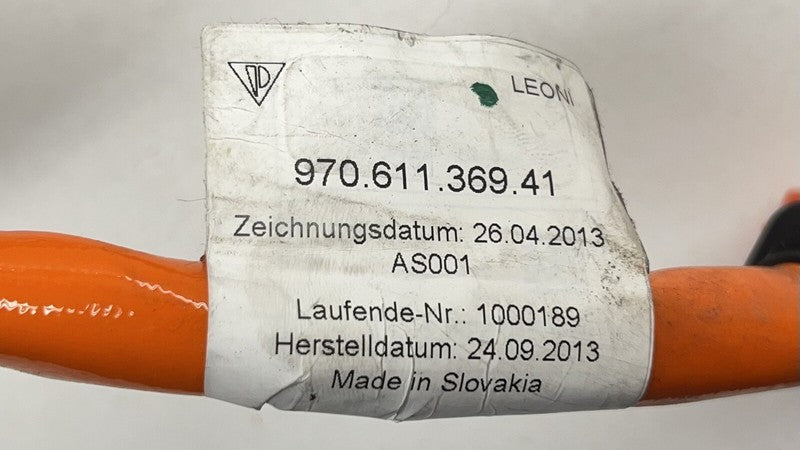 LEONI
970.611.369.41
Zeichnungsdatum: 26.04.2013
AS001
Laufende-Nr.: 1000189
Herstelldatum: 24.09.2013
Made in Slovakia